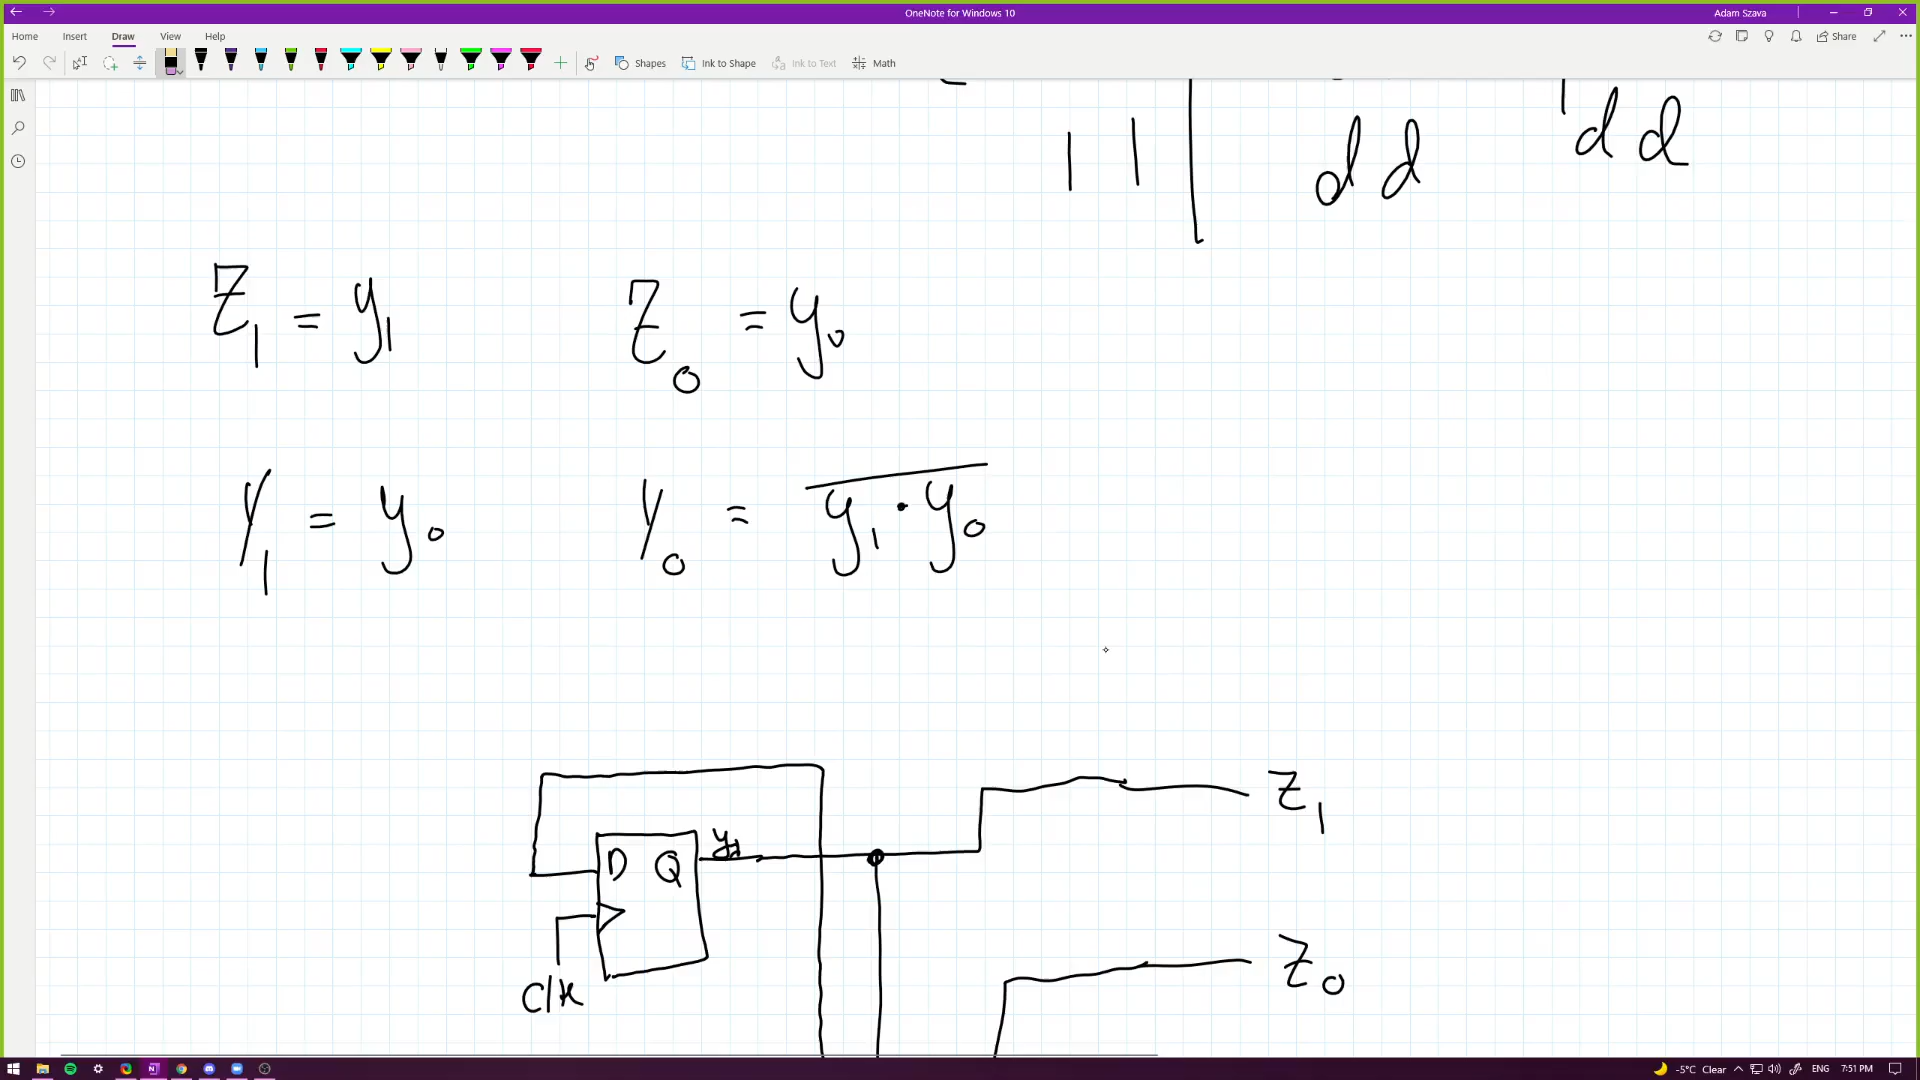 OneNote for Windows 10
Adam Szava
Home Insert Draw View Help
Share
Shapes Ink to Shape Ink to Text Math
1 1 d d d d
Z₁ = y₁ Z₀ = y₀
Y₁ = y₀ Y₀ = \overline{y₁ · y₀}
Z₁
y₁
D Q
Clk
Z₀
-5°C Clear ENG 7:51 PM